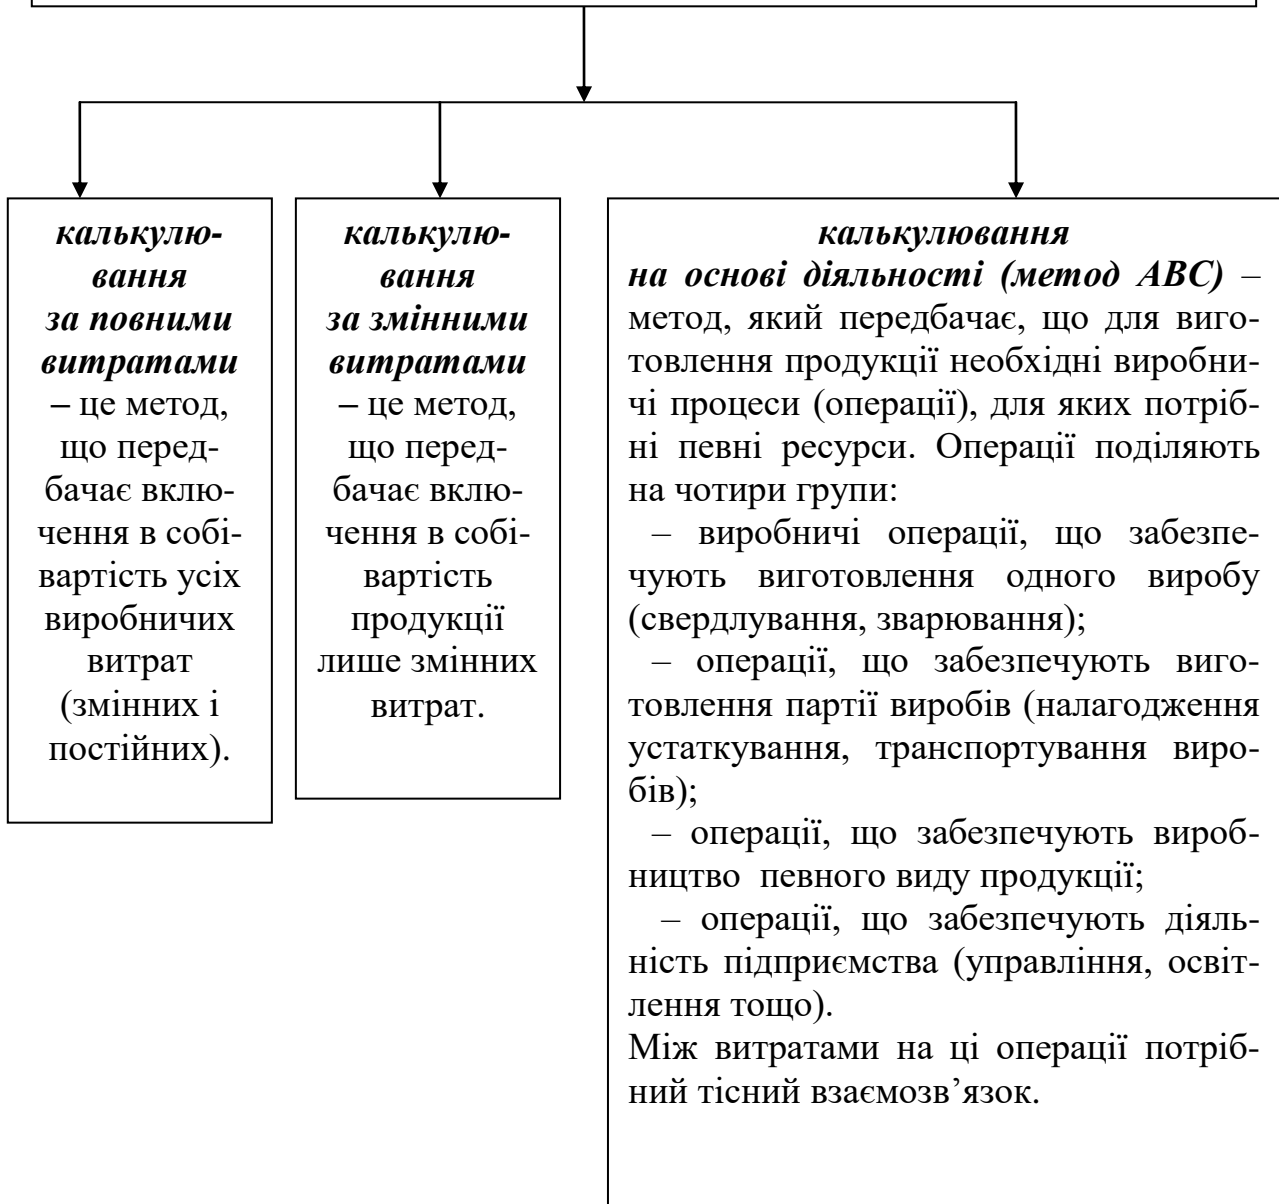 калькулю-
вання
за повними
витратами
– це метод,
що перед-
бачає вклю-
чення в собі-
вартість усіх
виробничих
витрат
(змінних і
постійних).
калькулю-
вання
за змінними
витратами
– це метод,
що перед-
бачає вклю-
чення в собі-
вартість
продукції
лише змінних
витрат.
калькулювання
на основі діяльності (метод АВС) –
метод, який передбачає, що для виго-
товлення продукції необхідні виробни-
чі процеси (операції), для яких потріб-
ні певні ресурси. Операції поділяють
на чотири групи:
– виробничі операції, що забезпе-
чують виготовлення одного виробу
(свердлування, зварювання);
– операції, що забезпечують виго-
товлення партії виробів (налагодження
устаткування, транспортування виро-
бів);
– операції, що забезпечують вироб-
ництво певного виду продукції;
– операції, що забезпечують діяль-
ність підприємства (управління, освіт-
лення тощо).
Між витратами на ці операції потріб-
ний тісний взаємозв’язок.